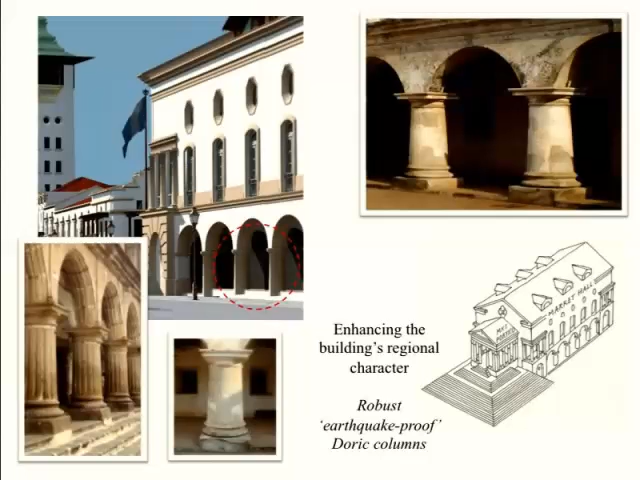 Enhancing the
building's regional
character
Robust
‘earthquake-proof’
Doric columns
MARKET HALL